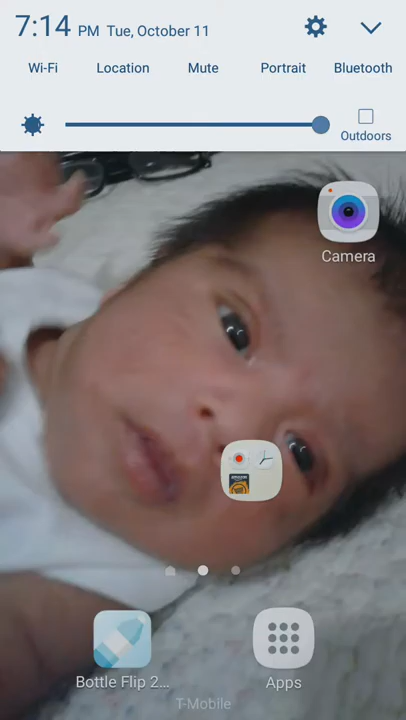 7:14 PM Tue, October 11
Wi-Fi Location Mute Portrait Bluetooth
Outdoors
Camera
Bottle Flip 2...
Apps
T-Mobile